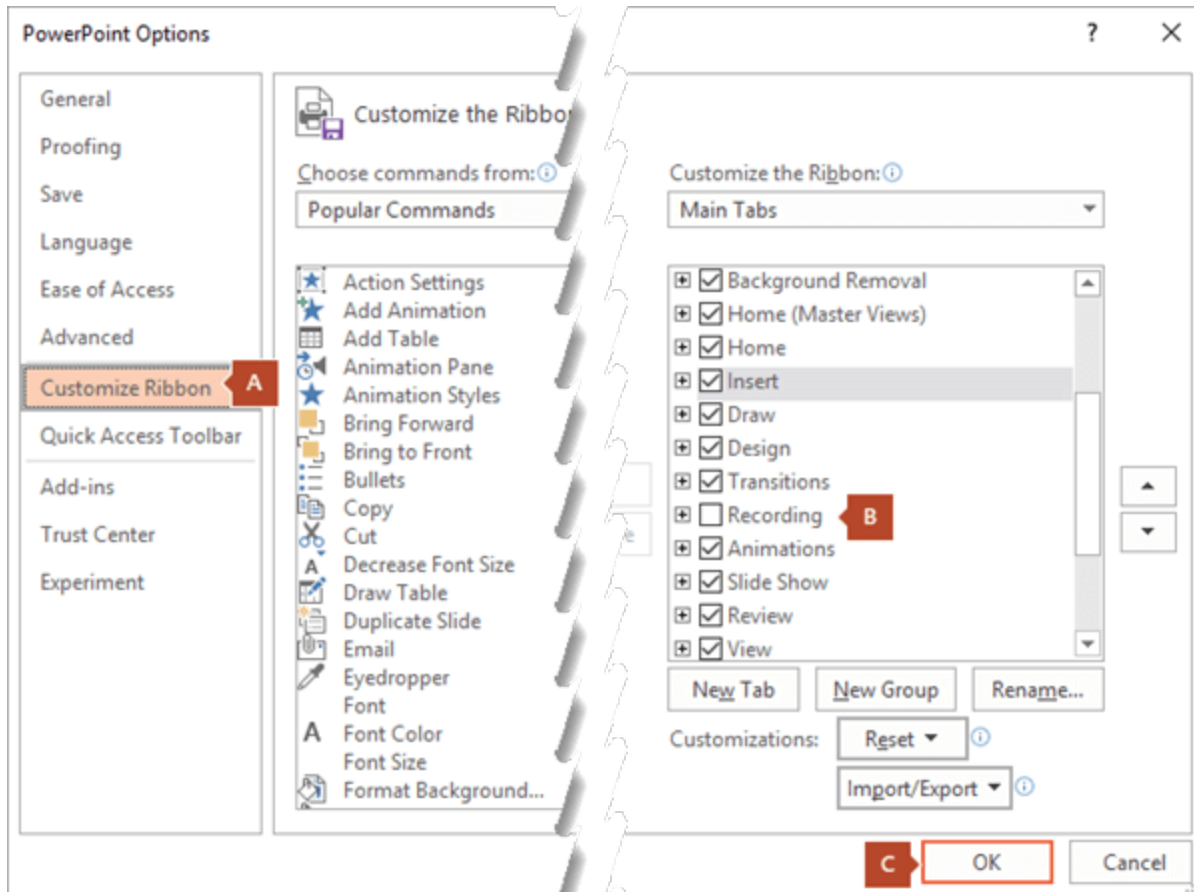 PowerPoint Options
?
General
Proofing
Save
Language
Ease of Access
Advanced
Customize Ribbon
A
Quick Access Toolbar
Add-ins
Trust Center
Experiment
Customize the Ribbo
Choose commands from:
Popular Commands
Action Settings
Add Animation
Add Table
Animation Pane
Animation Styles
Bring Forward
Bring to Front
Bullets
Copy
Cut
Decrease Font Size
Draw Table
Duplicate Slide
Email
Eyedropper
Font
Font Color
Font Size
Format Background...
Customize the Ribbon:
Main Tabs
Background Removal
Home (Master Views)
Home
Insert
Draw
Design
Transitions
Recording
B
Animations
Slide Show
Review
View
New Tab
New Group
Rename...
Customizations:
Reset
Import/Export
C
OK
Cancel